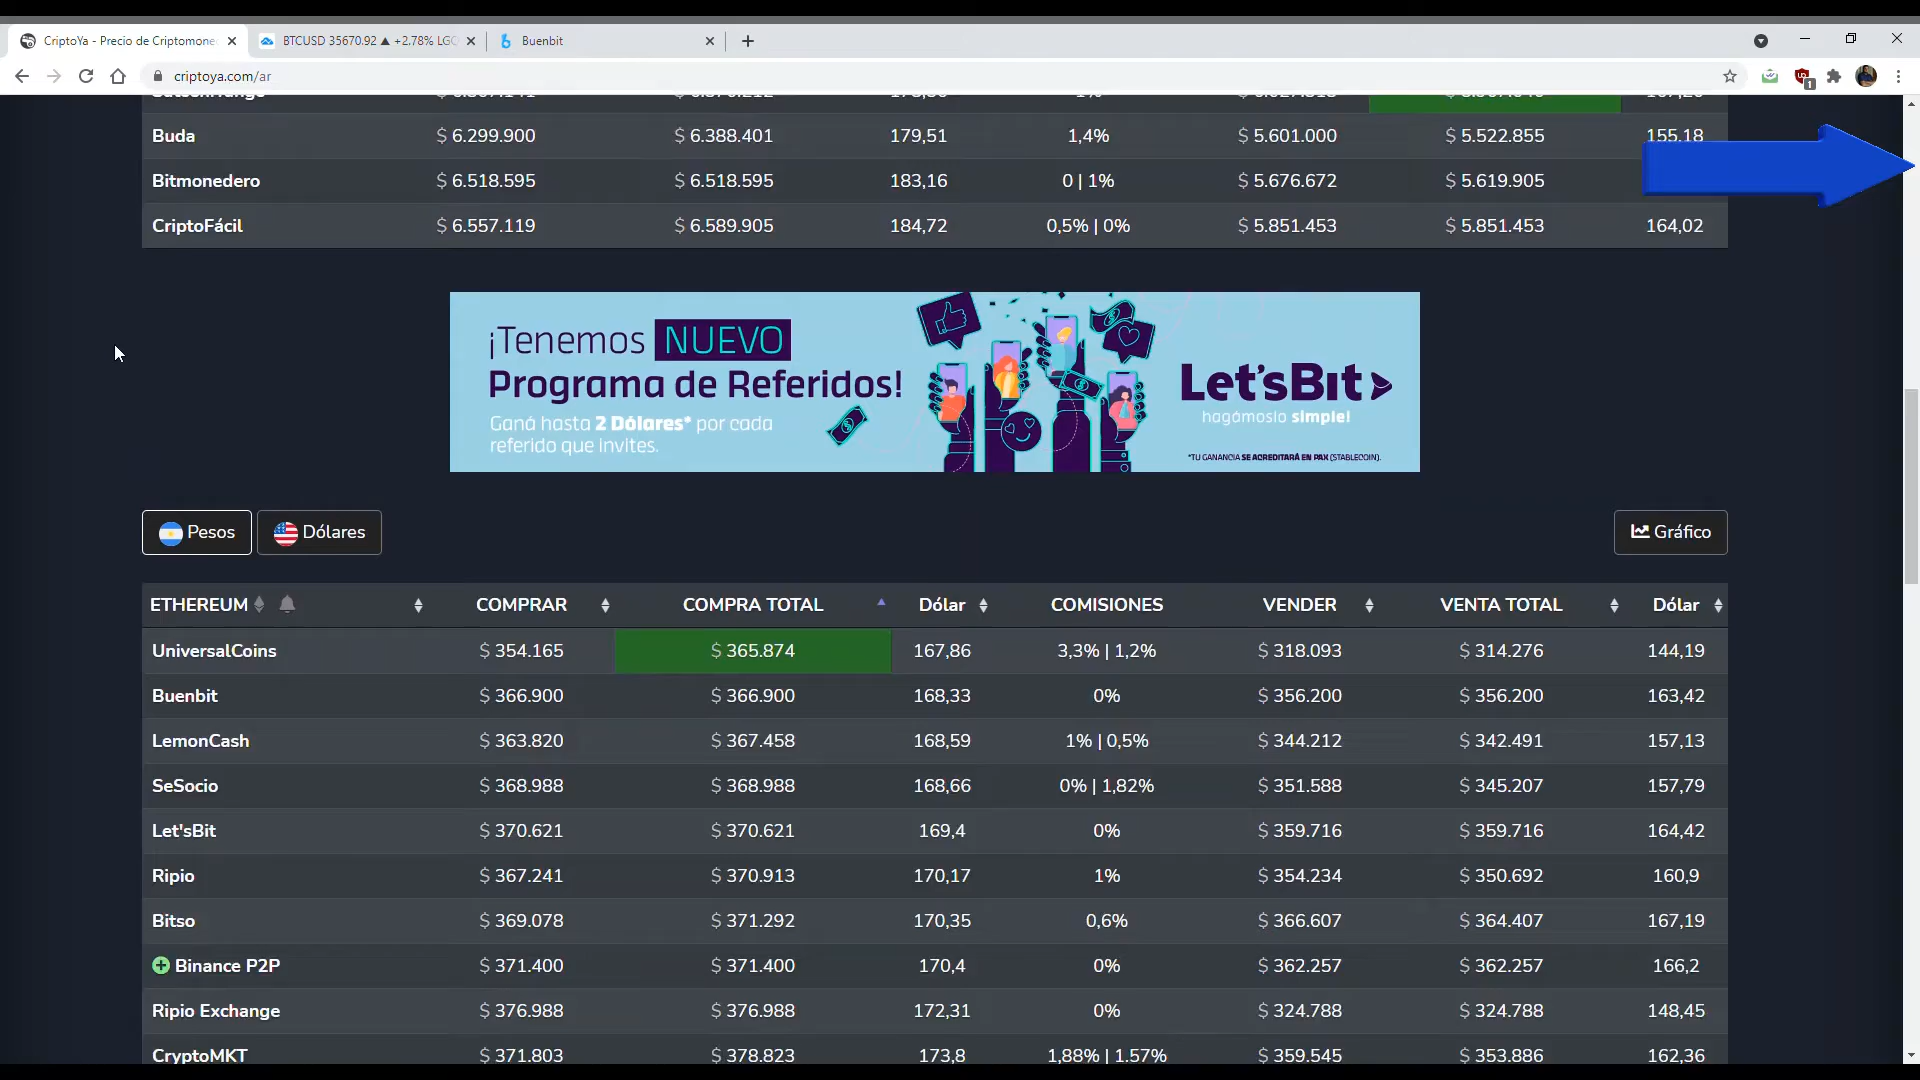 CriptoYa - Precio de Criptomone
BTCUSD 35670.92 ▲ +2.78% LGC
Buenbit
criptoya.com/ar
1
Buda $ 6.299.900 $ 6.388.401 179,51 1,4% $ 5.601.000 $ 5.522.855 155,18
Bitmonedero $ 6.518.595 $ 6.518.595 183,16 0 | 1% $ 5.676.672 $ 5.619.905
CriptoFácil $ 6.557.119 $ 6.589.905 184,72 0,5% | 0% $ 5.851.453 $ 5.851.453 164,02
¡Tenemos NUEVO
Programa de Referidos!
Ganá hasta 2 Dólares* por cada
referido que invites.
Let'sBit
hagámoslo simple!
*TU GANANCIA SE ACREDITARÁ EN PAX (STABLECOIN).
Pesos
Dólares
Gráfico
ETHEREUM COMPRAR COMPRA TOTAL Dólar COMISIONES VENDER VENTA TOTAL Dólar
UniversalCoins $ 354.165 $ 365.874 167,86 3,3% | 1,2% $ 318.093 $ 314.276 144,19
Buenbit $ 366.900 $ 366.900 168,33 0% $ 356.200 $ 356.200 163,42
LemonCash $ 363.820 $ 367.458 168,59 1% | 0,5% $ 344.212 $ 342.491 157,13
SeSocio $ 368.988 $ 368.988 168,66 0% | 1,82% $ 351.588 $ 345.207 157,79
Let'sBit $ 370.621 $ 370.621 169,4 0% $ 359.716 $ 359.716 164,42
Ripio $ 367.241 $ 370.913 170,17 1% $ 354.234 $ 350.692 160,9
Bitso $ 369.078 $ 371.292 170,35 0,6% $ 366.607 $ 364.407 167,19
Binance P2P $ 371.400 $ 371.400 170,4 0% $ 362.257 $ 362.257 166,2
Ripio Exchange $ 376.988 $ 376.988 172,31 0% $ 324.788 $ 324.788 148,45
CryptoMKT $ 371.803 $ 378.823 173,8 1,88% | 1.57% $ 359.545 $ 353.886 162,36